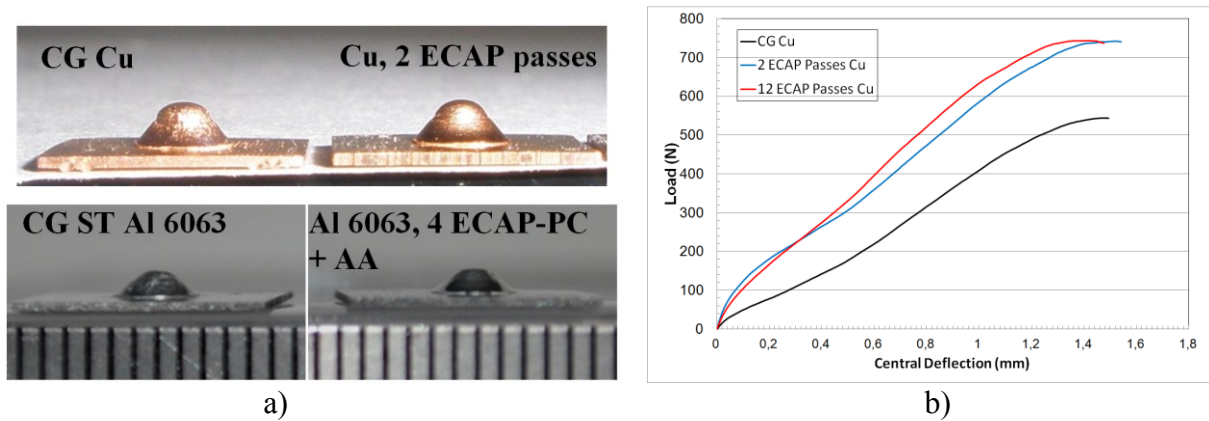 CG Cu
Cu, 2 ECAP passes
CG ST Al 6063
Al 6063, 4 ECAP-PC
+ AA
a)
800
700
600
500
400
300
200
100
0
Load (N)
CG Cu
2 ECAP Passes Cu
12 ECAP Passes Cu
0
0,2
0,4
0,6
0,8
1
1,2
1,4
1,6
1,8
Central Deflection (mm)
b)